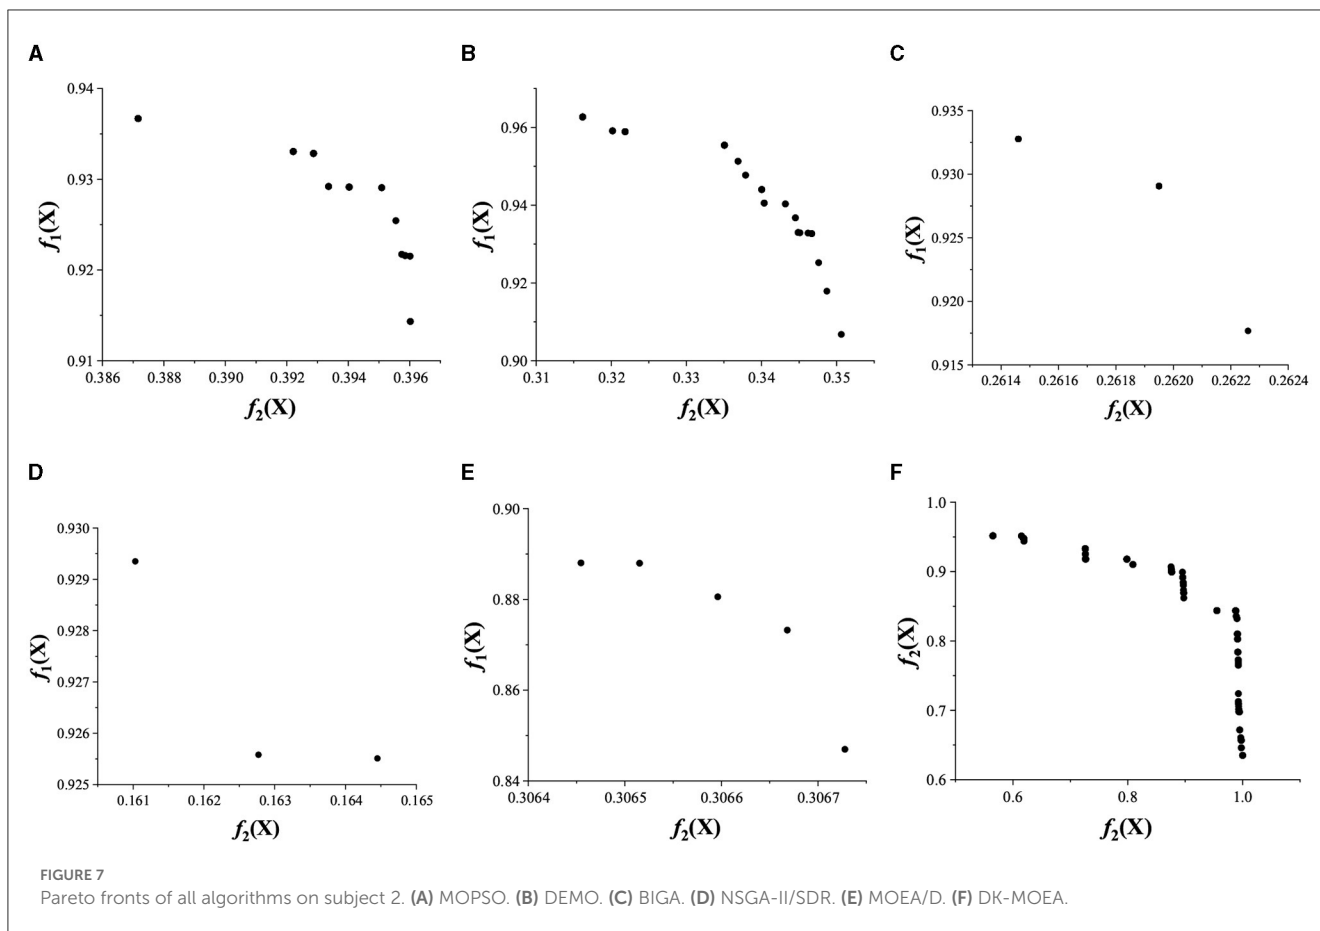 A
0.94
0.93
0.92
0.91
f1(X)
0.386 0.388 0.390 0.392 0.394 0.396
f2(X)
B
0.96
0.94
0.92
0.90
f1(X)
0.31 0.32 0.33 0.34 0.35
f2(X)
C
0.935
0.930
0.925
0.920
0.915
f1(X)
0.2614 0.2616 0.2618 0.2620 0.2622 0.2624
f2(X)
D
0.930
0.929
0.928
0.927
0.926
0.925
f1(X)
0.161 0.162 0.163 0.164 0.165
f2(X)
E
0.90
0.88
0.86
0.84
f1(X)
0.3064 0.3065 0.3066 0.3067
f2(X)
F
1.0
0.9
0.8
0.7
0.6
f2(X)
0.6 0.8 1.0
f2(X)
FIGURE 7
Pareto fronts of all algorithms on subject 2. (A) MOPSO. (B) DEMO. (C) BIGA. (D) NSGA-II/SDR. (E) MOEA/D. (F) DK-MOEA.